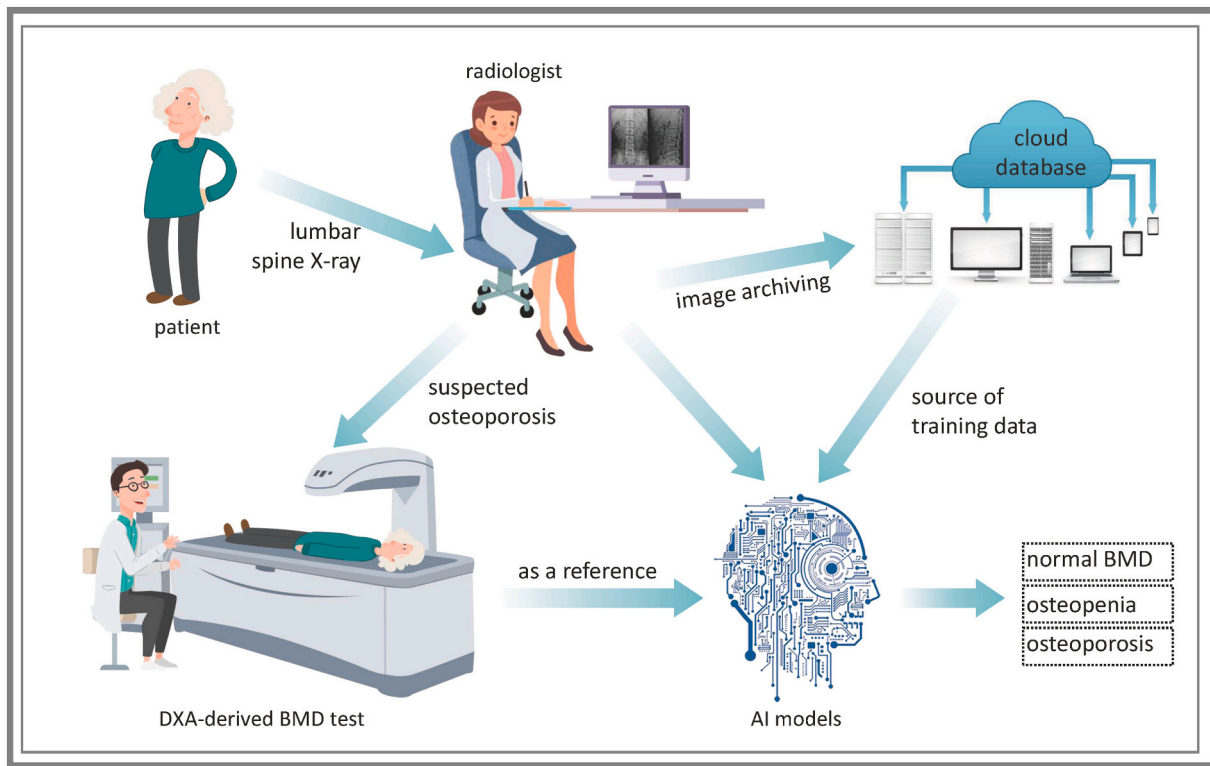 radiologist
cloud
database
lumbar
spine X-ray
image archiving
patient
suspected
osteoporosis
source of
training data
as a reference
normal BMD
osteopenia
osteoporosis
DXA-derived BMD test
AI models